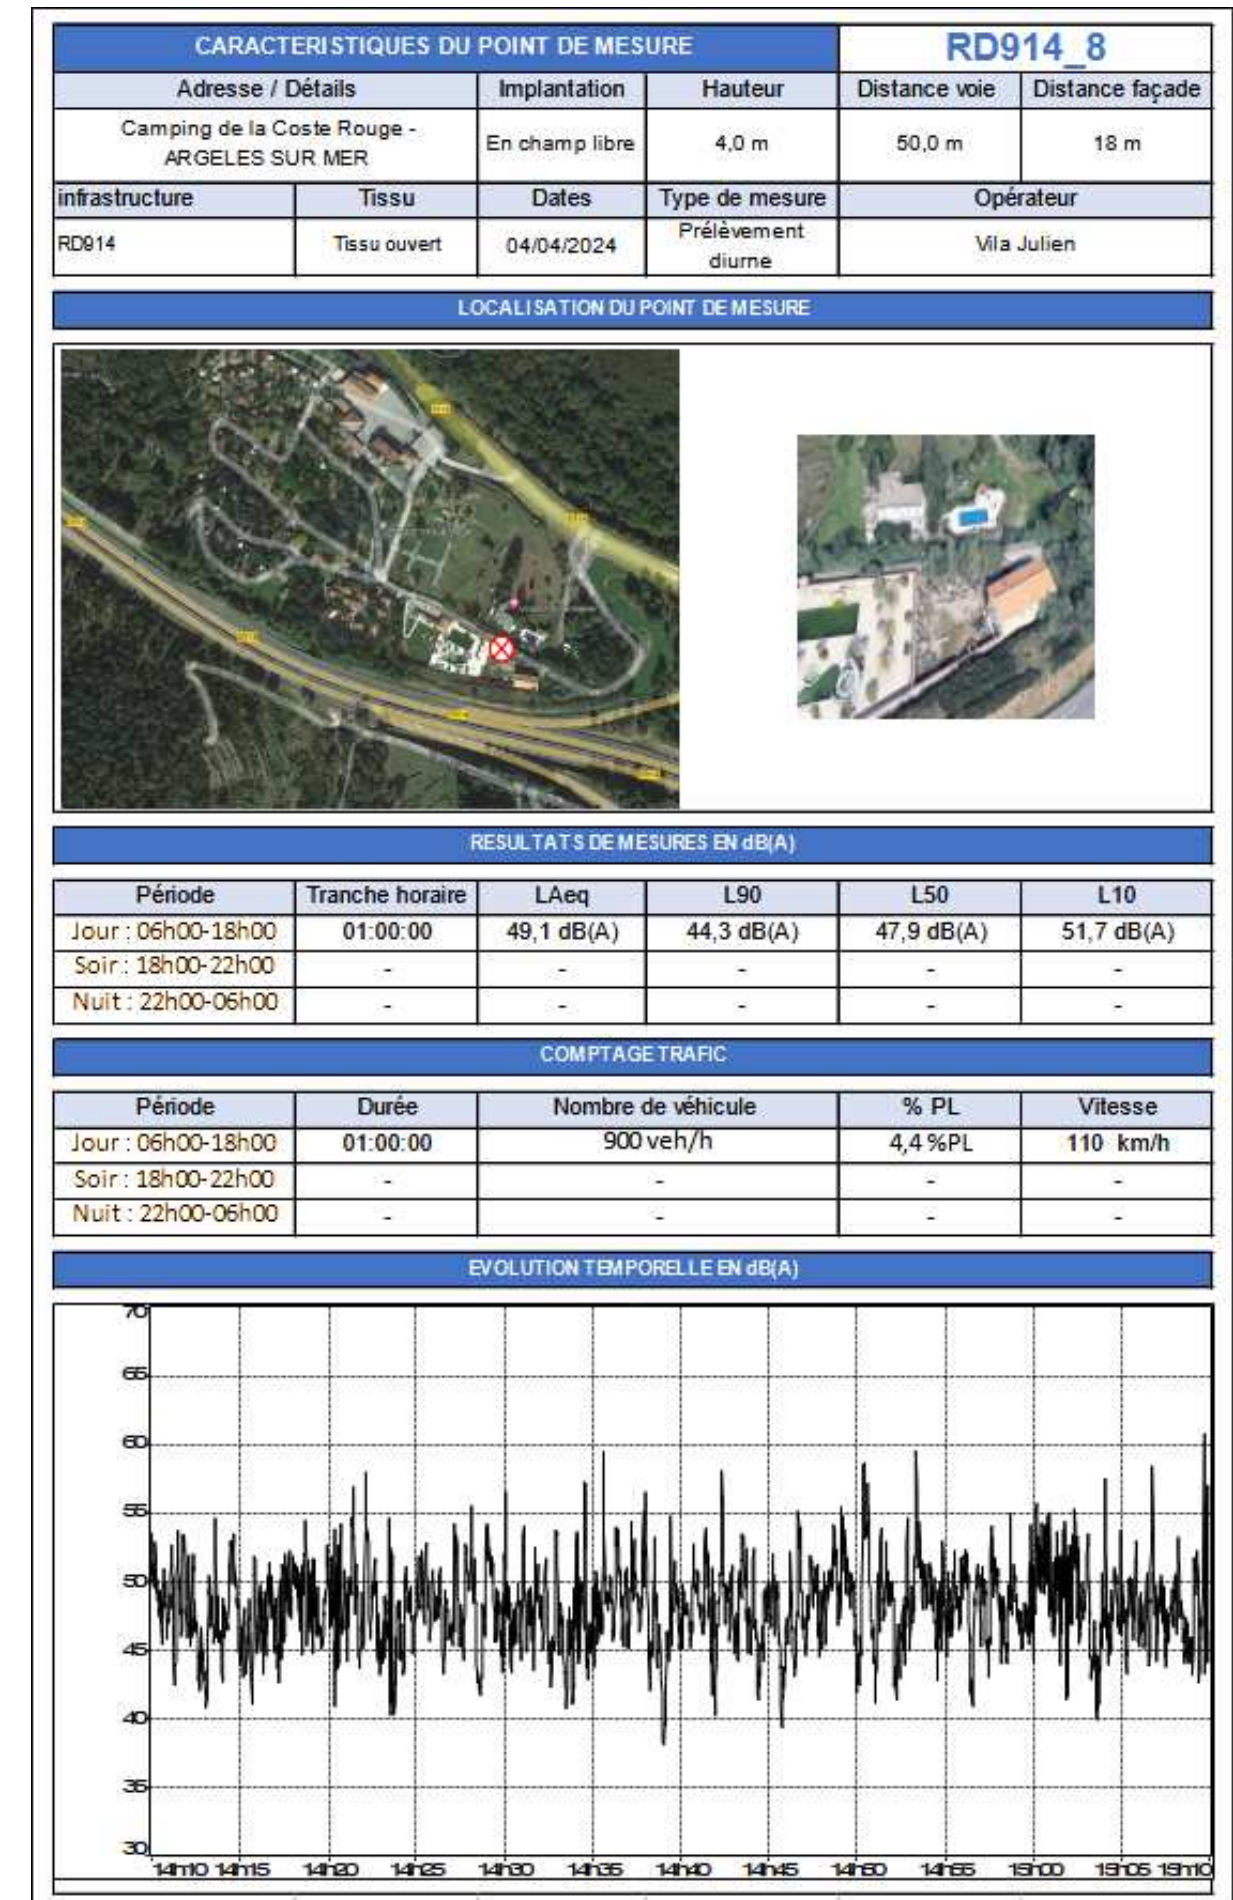 CARACTERISTIQUES DU POINT DE MESURE RD914_8
Adresse / Détails Implantation Hauteur Distance voie Distance façade
Camping de la Coste Rouge -
ARGELES SUR MER
En champ libre 4,0 m 50,0 m 18 m
infrastructure Tissu Dates Type de mesure Opérateur
RD914 Tissu ouvert 04/04/2024 Prélèvement
diurne
Vila Julien
LOCALISATION DU POINT DE MESURE
RESULTATS DE MESURES EN dB(A)
Période Tranche horaire LAeq L90 L50 L10
Jour : 06h00-18h00 01:00:00 49,1 dB(A) 44,3 dB(A) 47,9 dB(A) 51,7 dB(A)
Soir : 18h00-22h00 - - - - -
Nuit : 22h00-06h00 - - - - -
COMPTAGE TRAFIC
Période Durée Nombre de véhicule % PL Vitesse
Jour : 06h00-18h00 01:00:00 900 veh/h 4,4 %PL 110 km/h
Soir : 18h00-22h00 - - - -
Nuit : 22h00-06h00 - - - -
EVOLUTION TEMPORELLE EN dB(A)
70
65
60
55
50
45
40
35
30
14h10 14h15 14h20 14h25 14h30 14h35 14h40 14h45 14h50 14h55 15h00 15h05 15h10